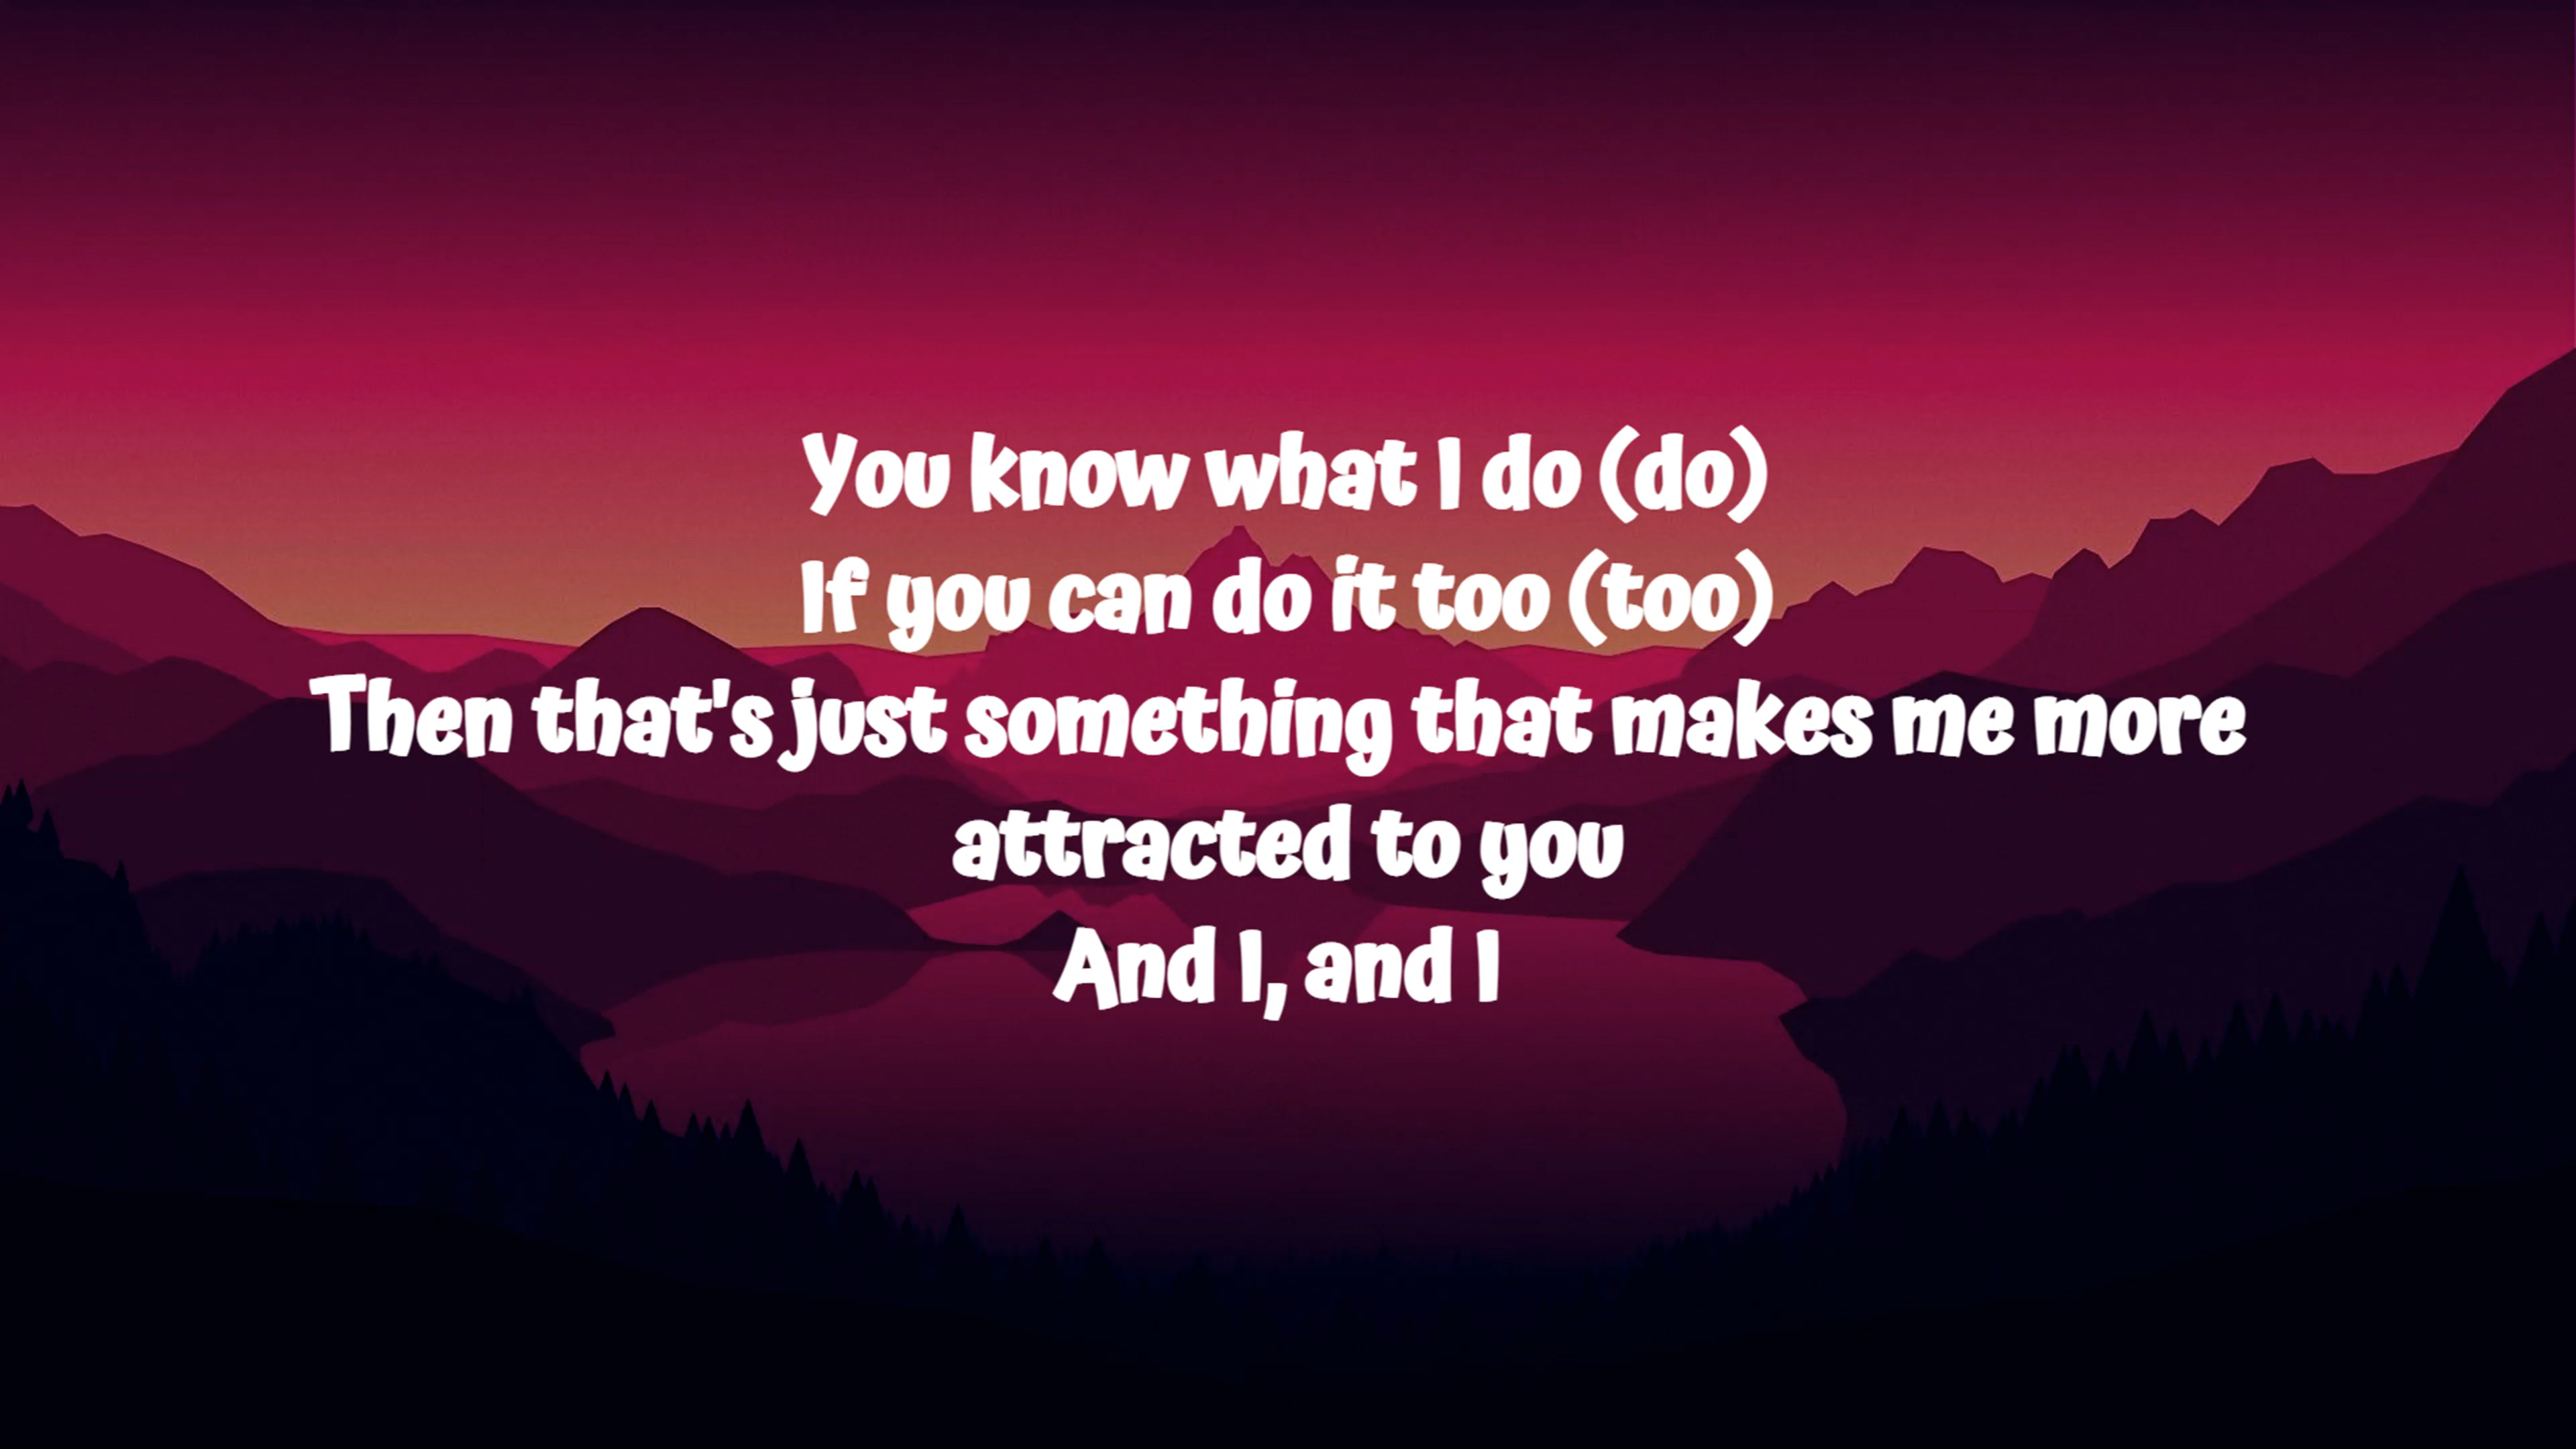 You know what I do (do)
If you can do it too (too)
Then that's just something that makes me more
attracted to you
And I, and I